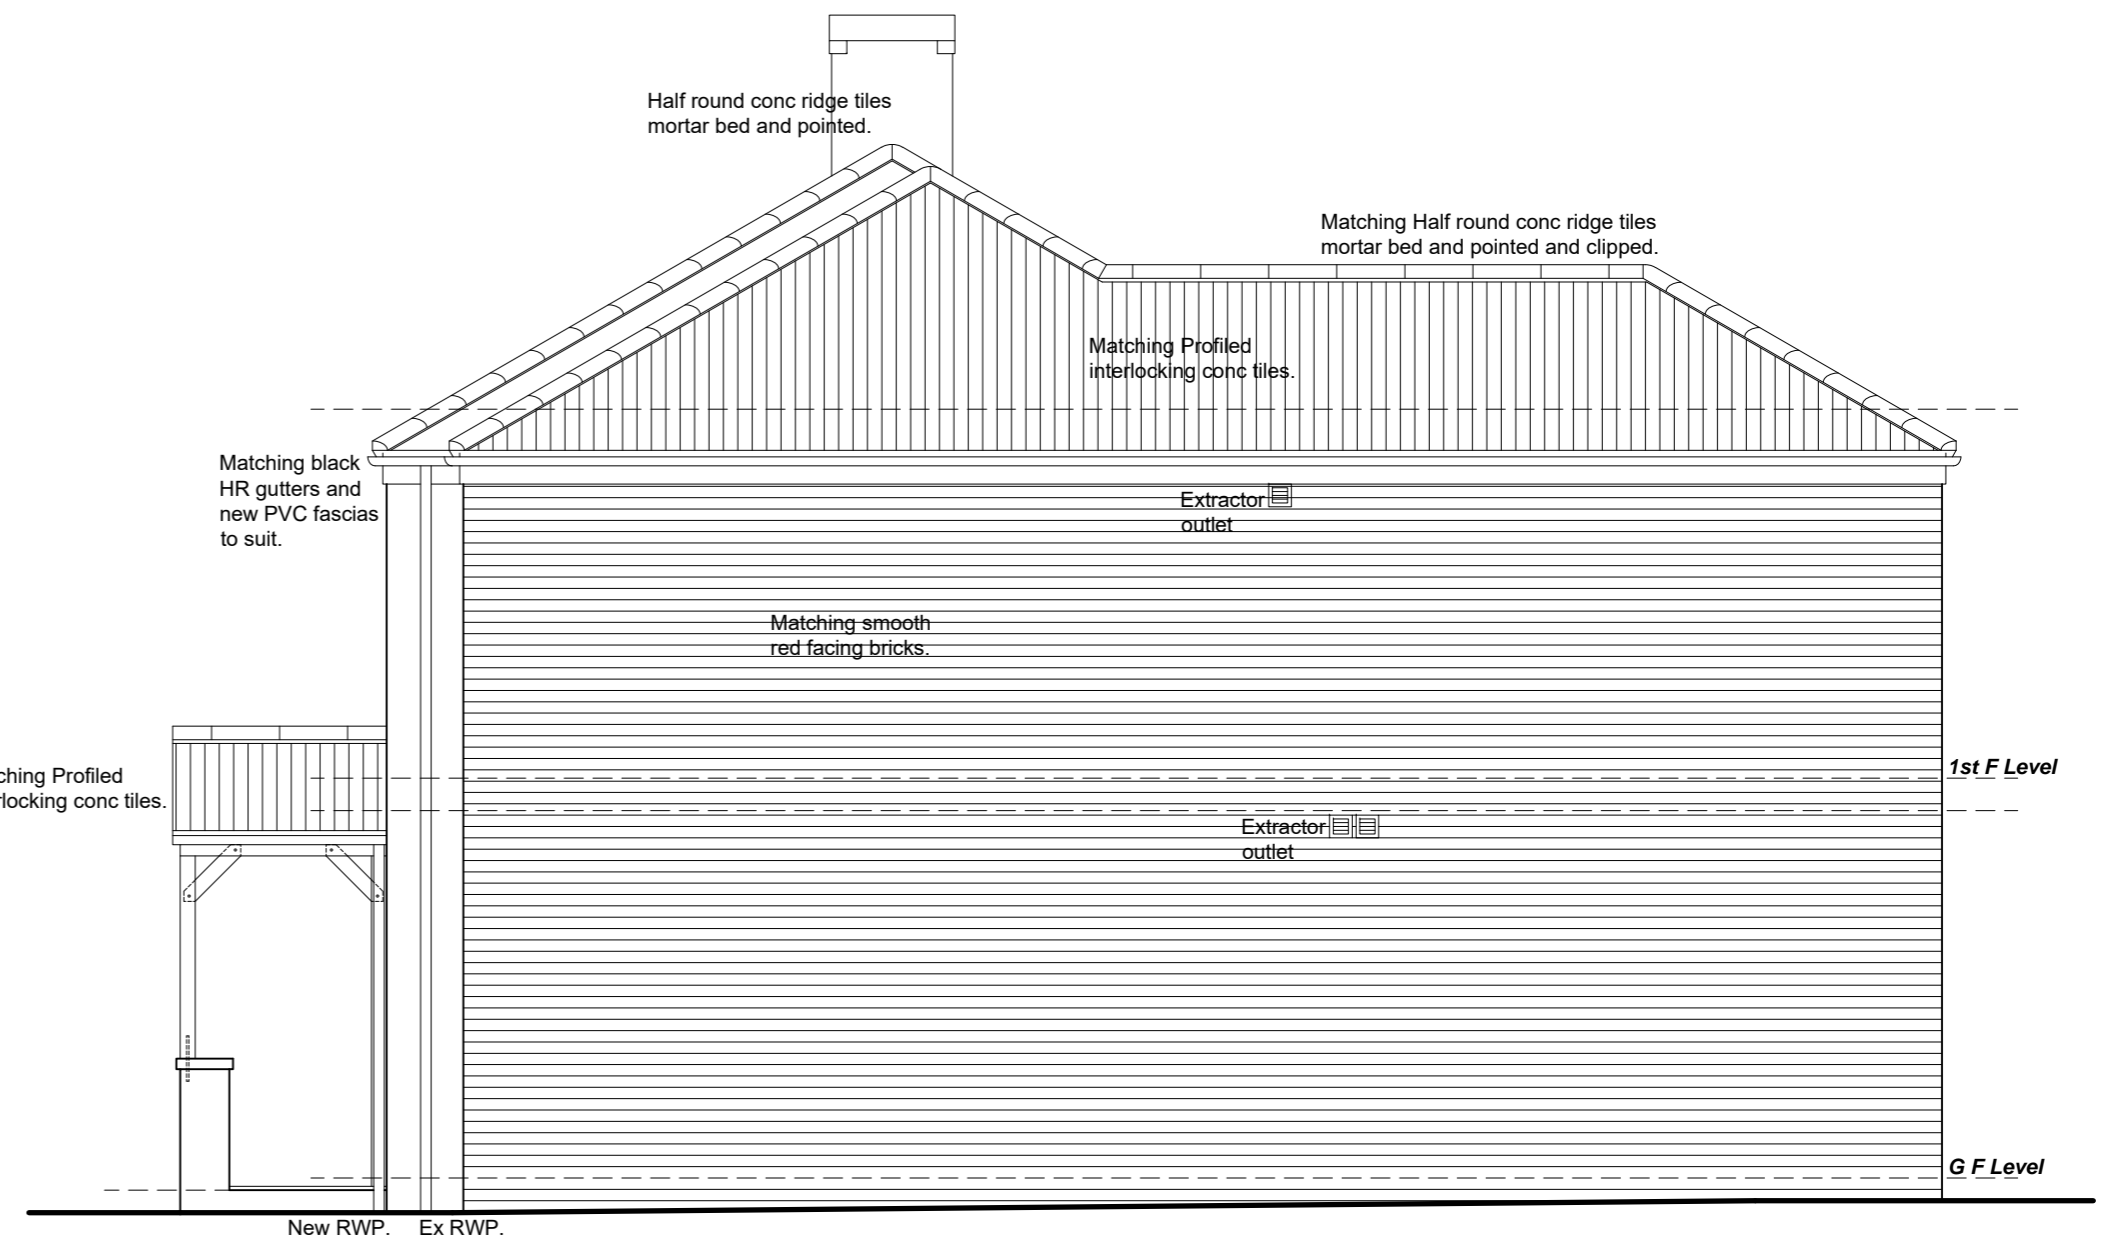 Half round conc ridge tiles
mortar bed and pointed.
Matching Half round conc ridge tiles
mortar bed and pointed and clipped.
Matching Profiled
interlocking conc tiles.
Matching black
HR gutters and
new PVC fascias
to suit.
Extractor
outlet
Matching smooth
red facing bricks.
ching Profiled
rlocking conc tiles.
1st F Level
Extractor
outlet
G F Level
New RWP. Ex RWP.